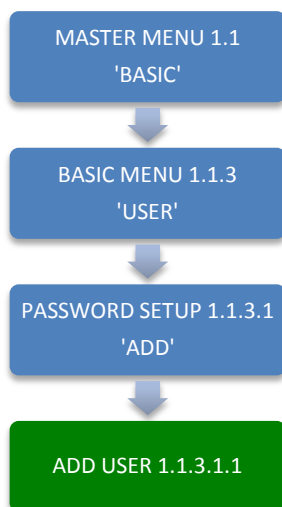 MASTER MENU 1.1
'BASIC'
BASIC MENU 1.1.3
'USER'
PASSWORD SETUP 1.1.3.1
'ADD'
ADD USER 1.1.3.1.1